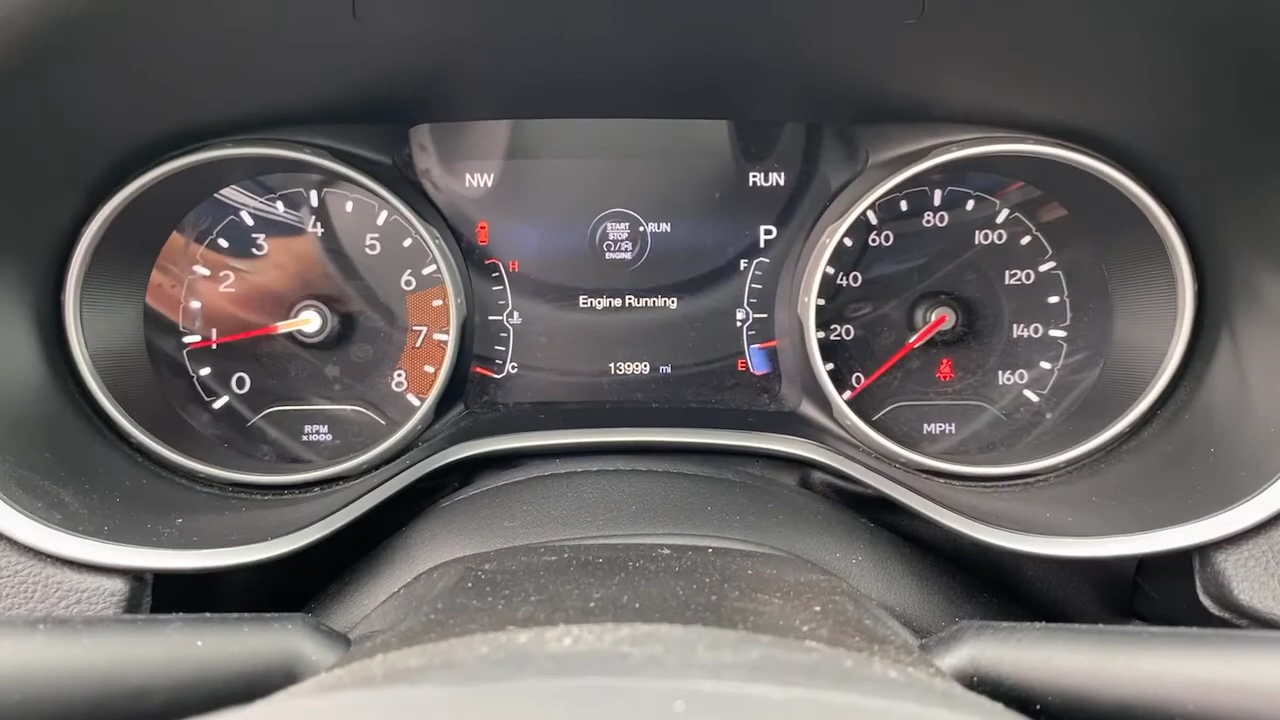 NW
RUN
START
STOP
ENGINE
RUN
P
H
C
F
E
Engine Running
13999 mi
0
1
2
3
4
5
6
7
8
RPM
x1000
0
20
40
60
80
100
120
140
160
MPH